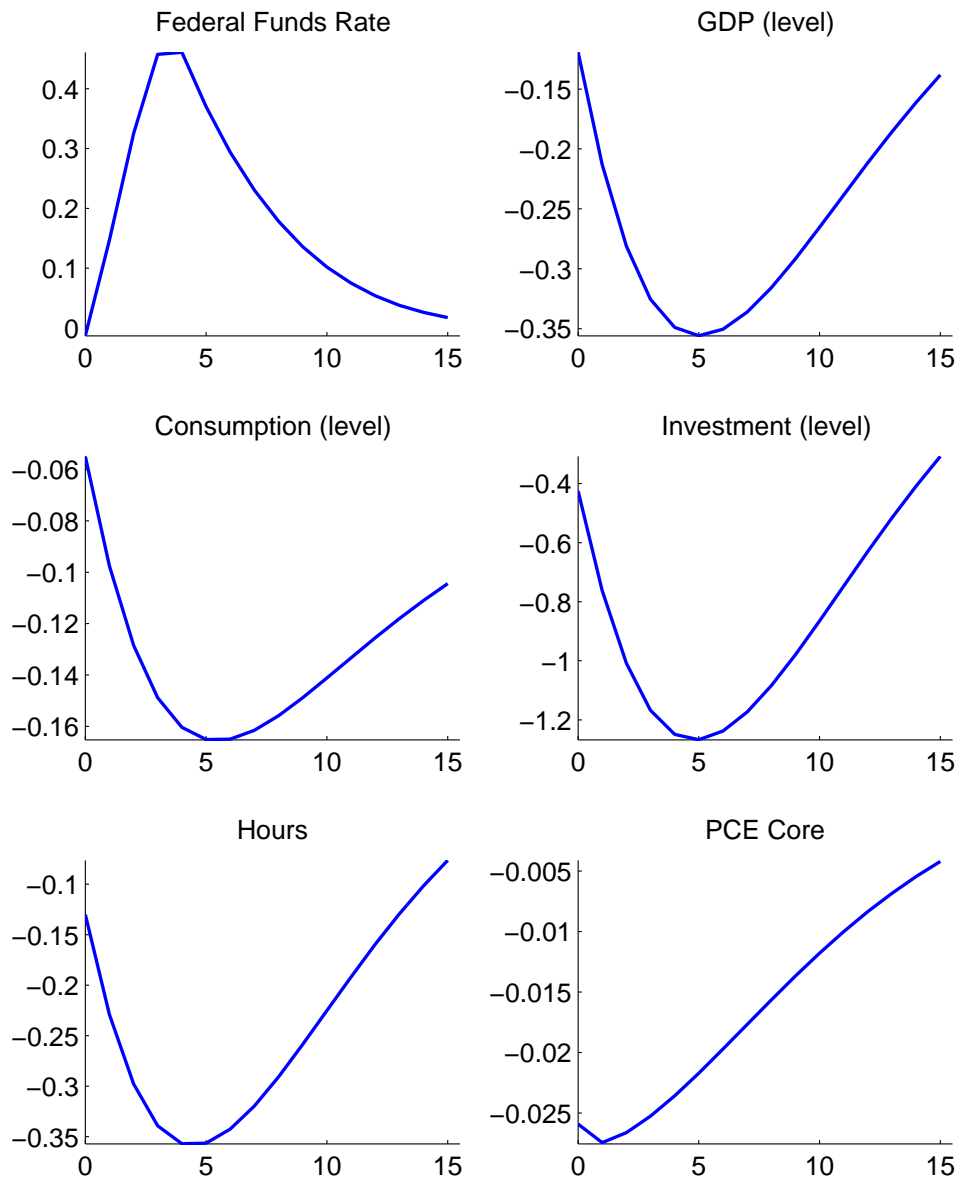 Federal Funds Rate
0.4
0.3
0.2
0.1
0
0 5 10 15
GDP (level)
−0.15
−0.2
−0.25
−0.3
−0.35
0 5 10 15
Consumption (level)
−0.06
−0.08
−0.1
−0.12
−0.14
−0.16
0 5 10 15
Investment (level)
−0.4
−0.6
−0.8
−1
−1.2
0 5 10 15
Hours
−0.1
−0.15
−0.2
−0.25
−0.3
−0.35
0 5 10 15
PCE Core
−0.005
−0.01
−0.015
−0.02
−0.025
0 5 10 15